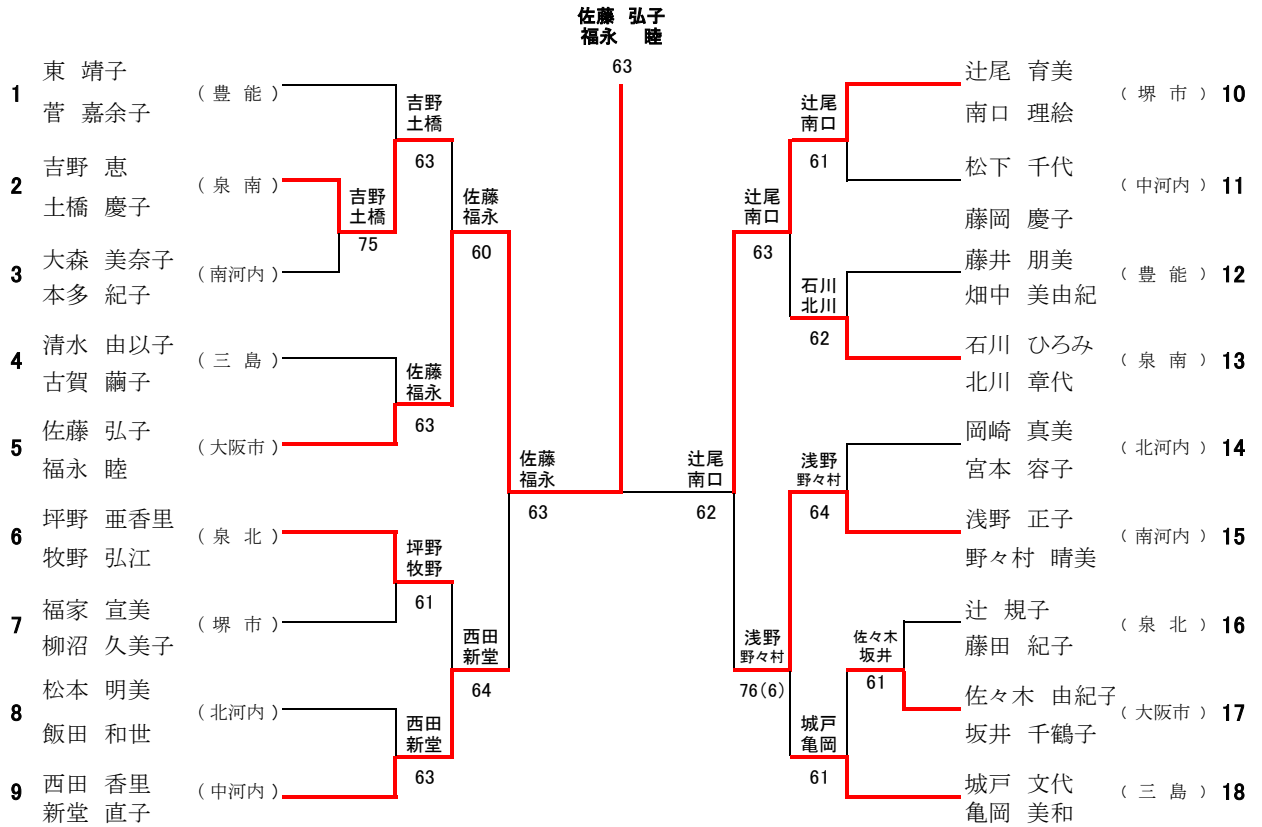 佐藤 弘子
福永 睦
63
1
東 靖子
菅 嘉余子
（豊 能）
2
吉野 恵
土橋 慶子
（泉 南）
3
大森 美奈子
本多 紀子
（南河内）
4
清水 由以子
古賀 繭子
（三 島）
5
佐藤 弘子
福永 睦
（大阪市）
6
坪野 亜香里
牧野 弘江
（泉 北）
7
福家 宣美
柳沼 久美子
（堺 市）
8
松本 明美
飯田 和世
（北河内）
9
西田 香里
新堂 直子
（中河内）
吉野
土橋
75
吉野
土橋
63
佐藤
福永
63
坪野
牧野
61
西田
新堂
63
佐藤
福永
60
西田
新堂
64
佐藤
福永
63
辻尾
南口
62
辻尾
南口
63
浅野
野々村
76(6)
辻尾
南口
61
石川
北川
62
浅野
野々村
64
城戸
亀岡
61
佐々木
坂井
61
辻尾 育美
南口 理絵
（堺 市）
10
松下 千代
藤岡 慶子
（中河内）
11
藤井 朋美
畑中 美由紀
（豊 能）
12
石川 ひろみ
北川 章代
（泉 南）
13
岡崎 真美
宮本 容子
（北河内）
14
浅野 正子
野々村 晴美
（南河内）
15
辻 規子
藤田 紀子
（泉 北）
16
佐々木 由紀子
坂井 千鶴子
（大阪市）
17
城戸 文代
亀岡 美和
（三 島）
18